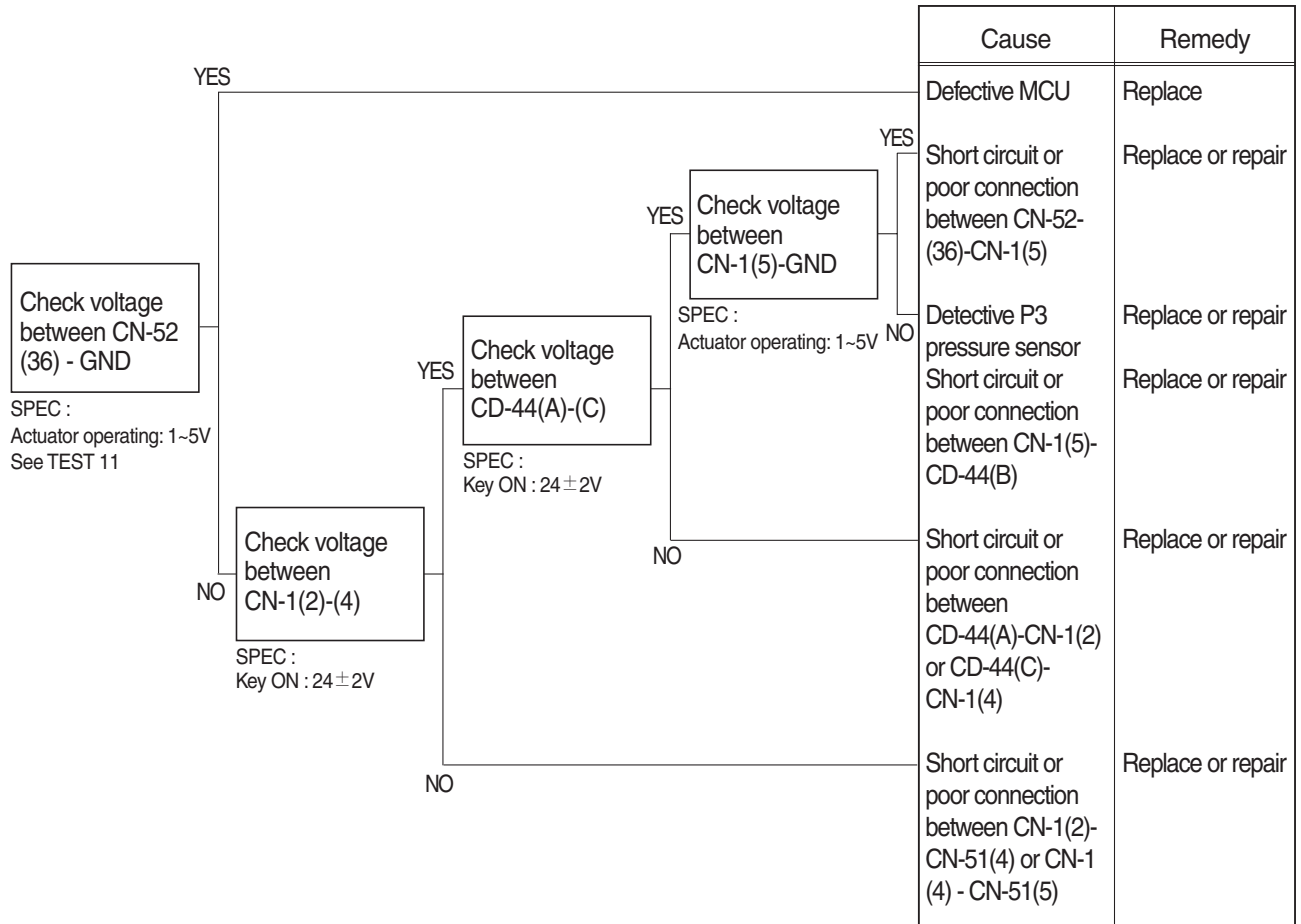 Cause
Remedy
YES
Defective MCU
Replace
YES
Short circuit or
poor connection
between CN-52-
(36)-CN-1(5)
Replace or repair
YES
Check voltage
between
CN-1(5)-GND
SPEC :
Actuator operating: 1~5V
NO
Detective P3
pressure sensor
Replace or repair
Short circuit or
poor connection
between CN-1(5)-
CD-44(B)
Replace or repair
Check voltage
between CN-52
(36) - GND
SPEC :
Actuator operating: 1~5V
See TEST 11
YES
Check voltage
between
CD-44(A)-(C)
SPEC :
Key ON : 24±2V
NO
Short circuit or
poor connection
between
CD-44(A)-CN-1(2)
or CD-44(C)-
CN-1(4)
Replace or repair
NO
Check voltage
between
CN-1(2)-(4)
SPEC :
Key ON : 24±2V
NO
Short circuit or
poor connection
between CN-1(2)-
CN-51(4) or CN-1
(4) - CN-51(5)
Replace or repair